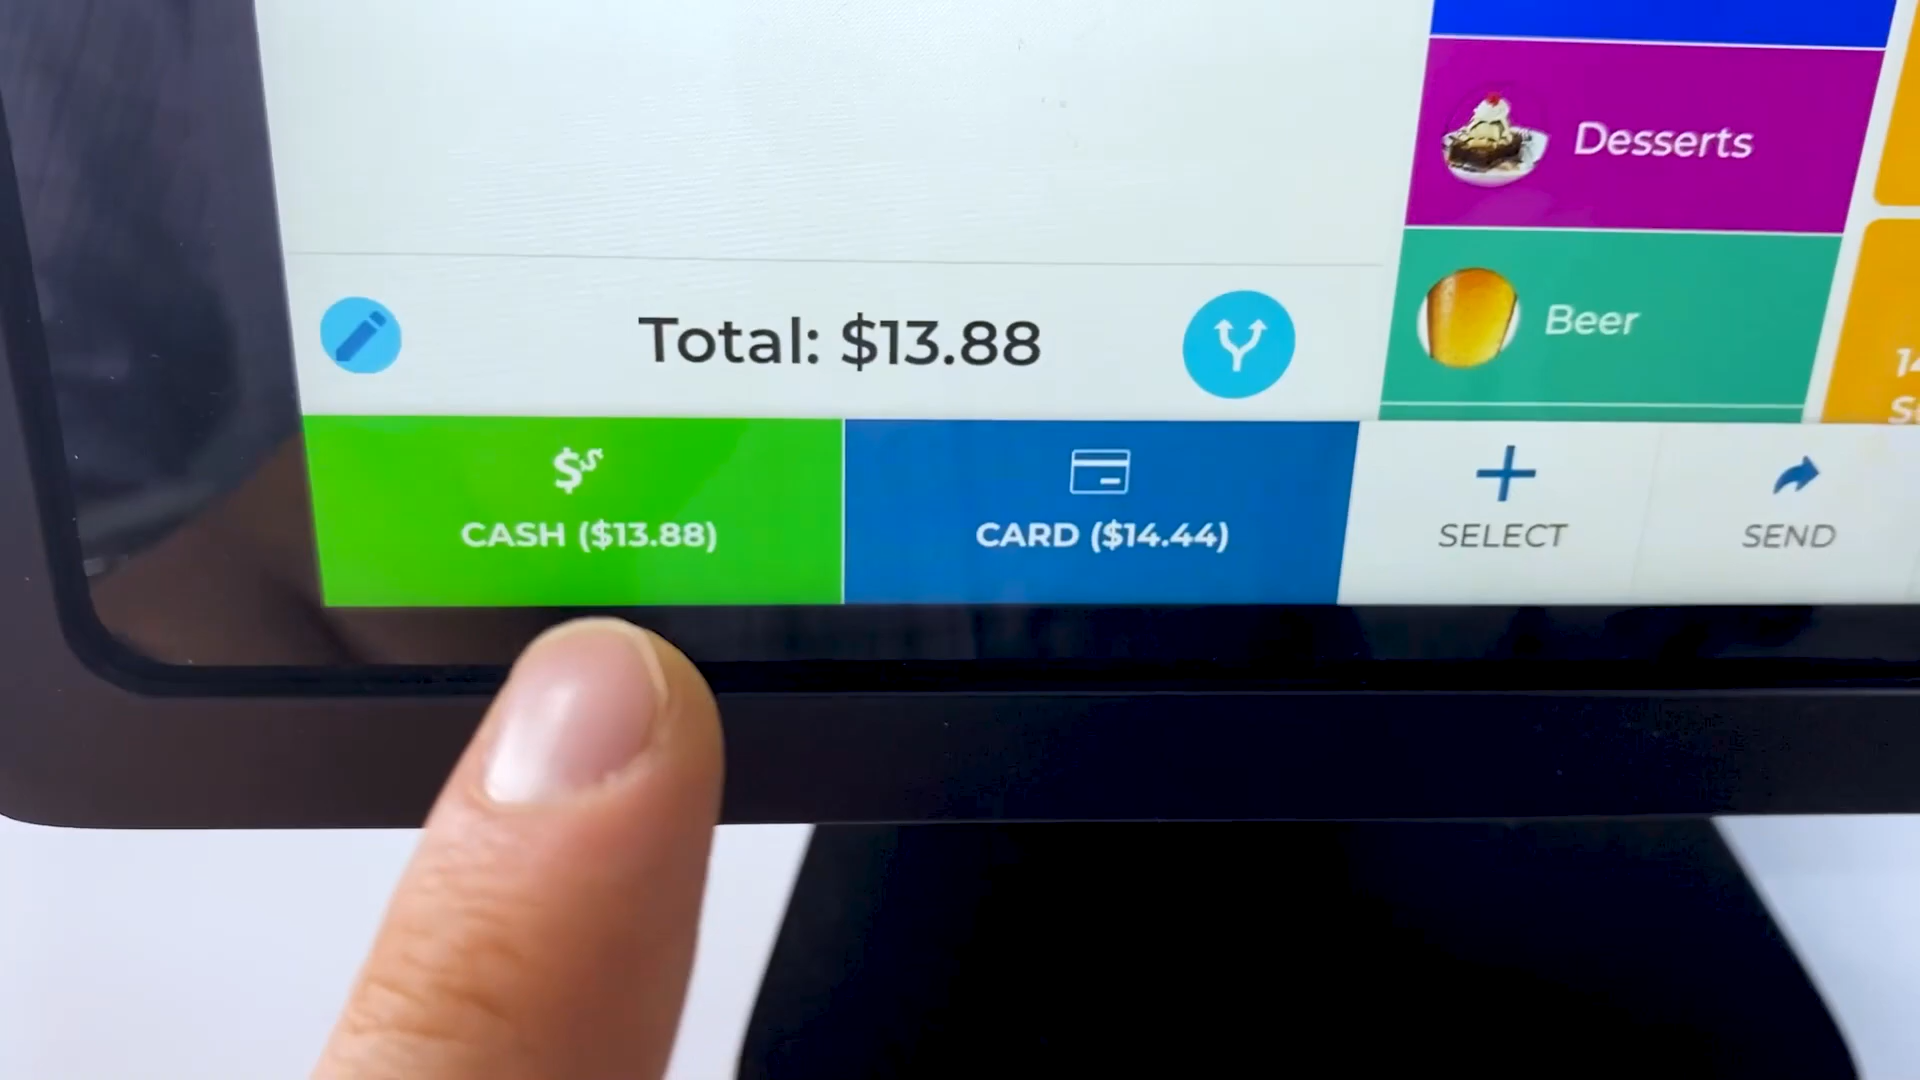 Desserts
Beer
Total: $13.88
CASH ($13.88)
CARD ($14.44)
SELECT
SEND